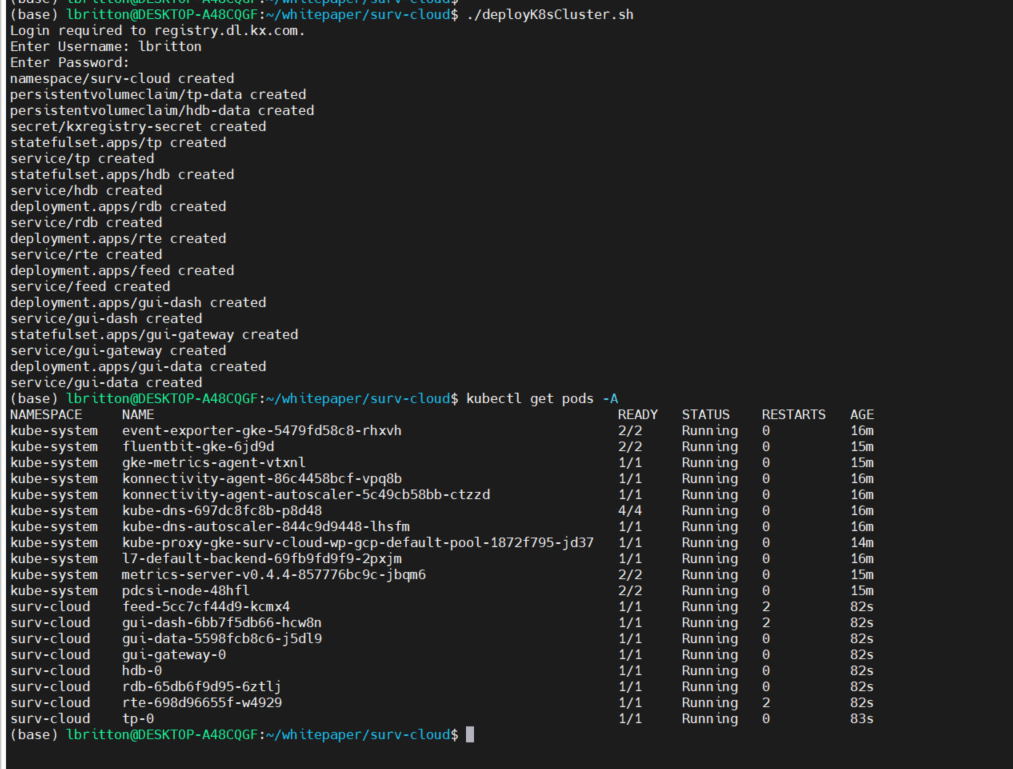 (base) lbritton@DESKTOP-A48CQGF:~/whitepaper/surv-cloud$
(base) lbritton@DESKTOP-A48CQGF:~/whitepaper/surv-cloud$ ./deployK8sCluster.sh
Login required to registry.dl.kx.com.
Enter Username: lbritton
Enter Password:
namespace/surv-cloud created
persistentvolumeclaim/tp-data created
persistentvolumeclaim/hdb-data created
secret/kxregistry-secret created
statefulset.apps/tp created
service/tp created
statefulset.apps/hdb created
service/hdb created
deployment.apps/rdb created
service/rdb created
deployment.apps/rte created
service/rte created
deployment.apps/feed created
service/feed created
deployment.apps/gui-dash created
service/gui-dash created
statefulset.apps/gui-gateway created
service/gui-gateway created
deployment.apps/gui-data created
service/gui-data created
(base) lbritton@DESKTOP-A48CQGF:~/whitepaper/surv-cloud$ kubectl get pods -A
NAMESPACE NAME READY STATUS RESTARTS AGE
kube-system event-exporter-gke-5479fd58c8-rhxvh 2/2 Running 0 16m
kube-system fluentbit-gke-6jd9d 2/2 Running 0 15m
kube-system gke-metrics-agent-vtxnl 1/1 Running 0 15m
kube-system konnectivity-agent-86c4458bcf-vpq8b 1/1 Running 0 16m
kube-system konnectivity-agent-autoscaler-5c49cb58bb-ctzzd 1/1 Running 0 16m
kube-system kube-dns-697dc8fc8b-p8d48 4/4 Running 0 16m
kube-system kube-dns-autoscaler-844c9d9448-lhsfm 1/1 Running 0 16m
kube-system kube-proxy-gke-surv-cloud-wp-gcp-default-pool-1872f795-jd37 1/1 Running 0 14m
kube-system l7-default-backend-69fb9fd9f9-2pxjm 1/1 Running 0 16m
kube-system metrics-server-v0.4.4-857776bc9c-jbqm6 2/2 Running 0 15m
kube-system pdcsi-node-48hfl 2/2 Running 0 15m
surv-cloud feed-5cc7cf44d9-kcmx4 1/1 Running 2 82s
surv-cloud gui-dash-6bb7f5db66-hcw8n 1/1 Running 2 82s
surv-cloud gui-data-5598fcb8c6-j5dl9 1/1 Running 0 82s
surv-cloud gui-gateway-0 1/1 Running 0 82s
surv-cloud hdb-0 1/1 Running 0 82s
surv-cloud rdb-65db6f9d95-6ztlj 1/1 Running 0 82s
surv-cloud rte-698d96655f-w4929 1/1 Running 2 82s
surv-cloud tp-0 1/1 Running 0 83s
(base) lbritton@DESKTOP-A48CQGF:~/whitepaper/surv-cloud$